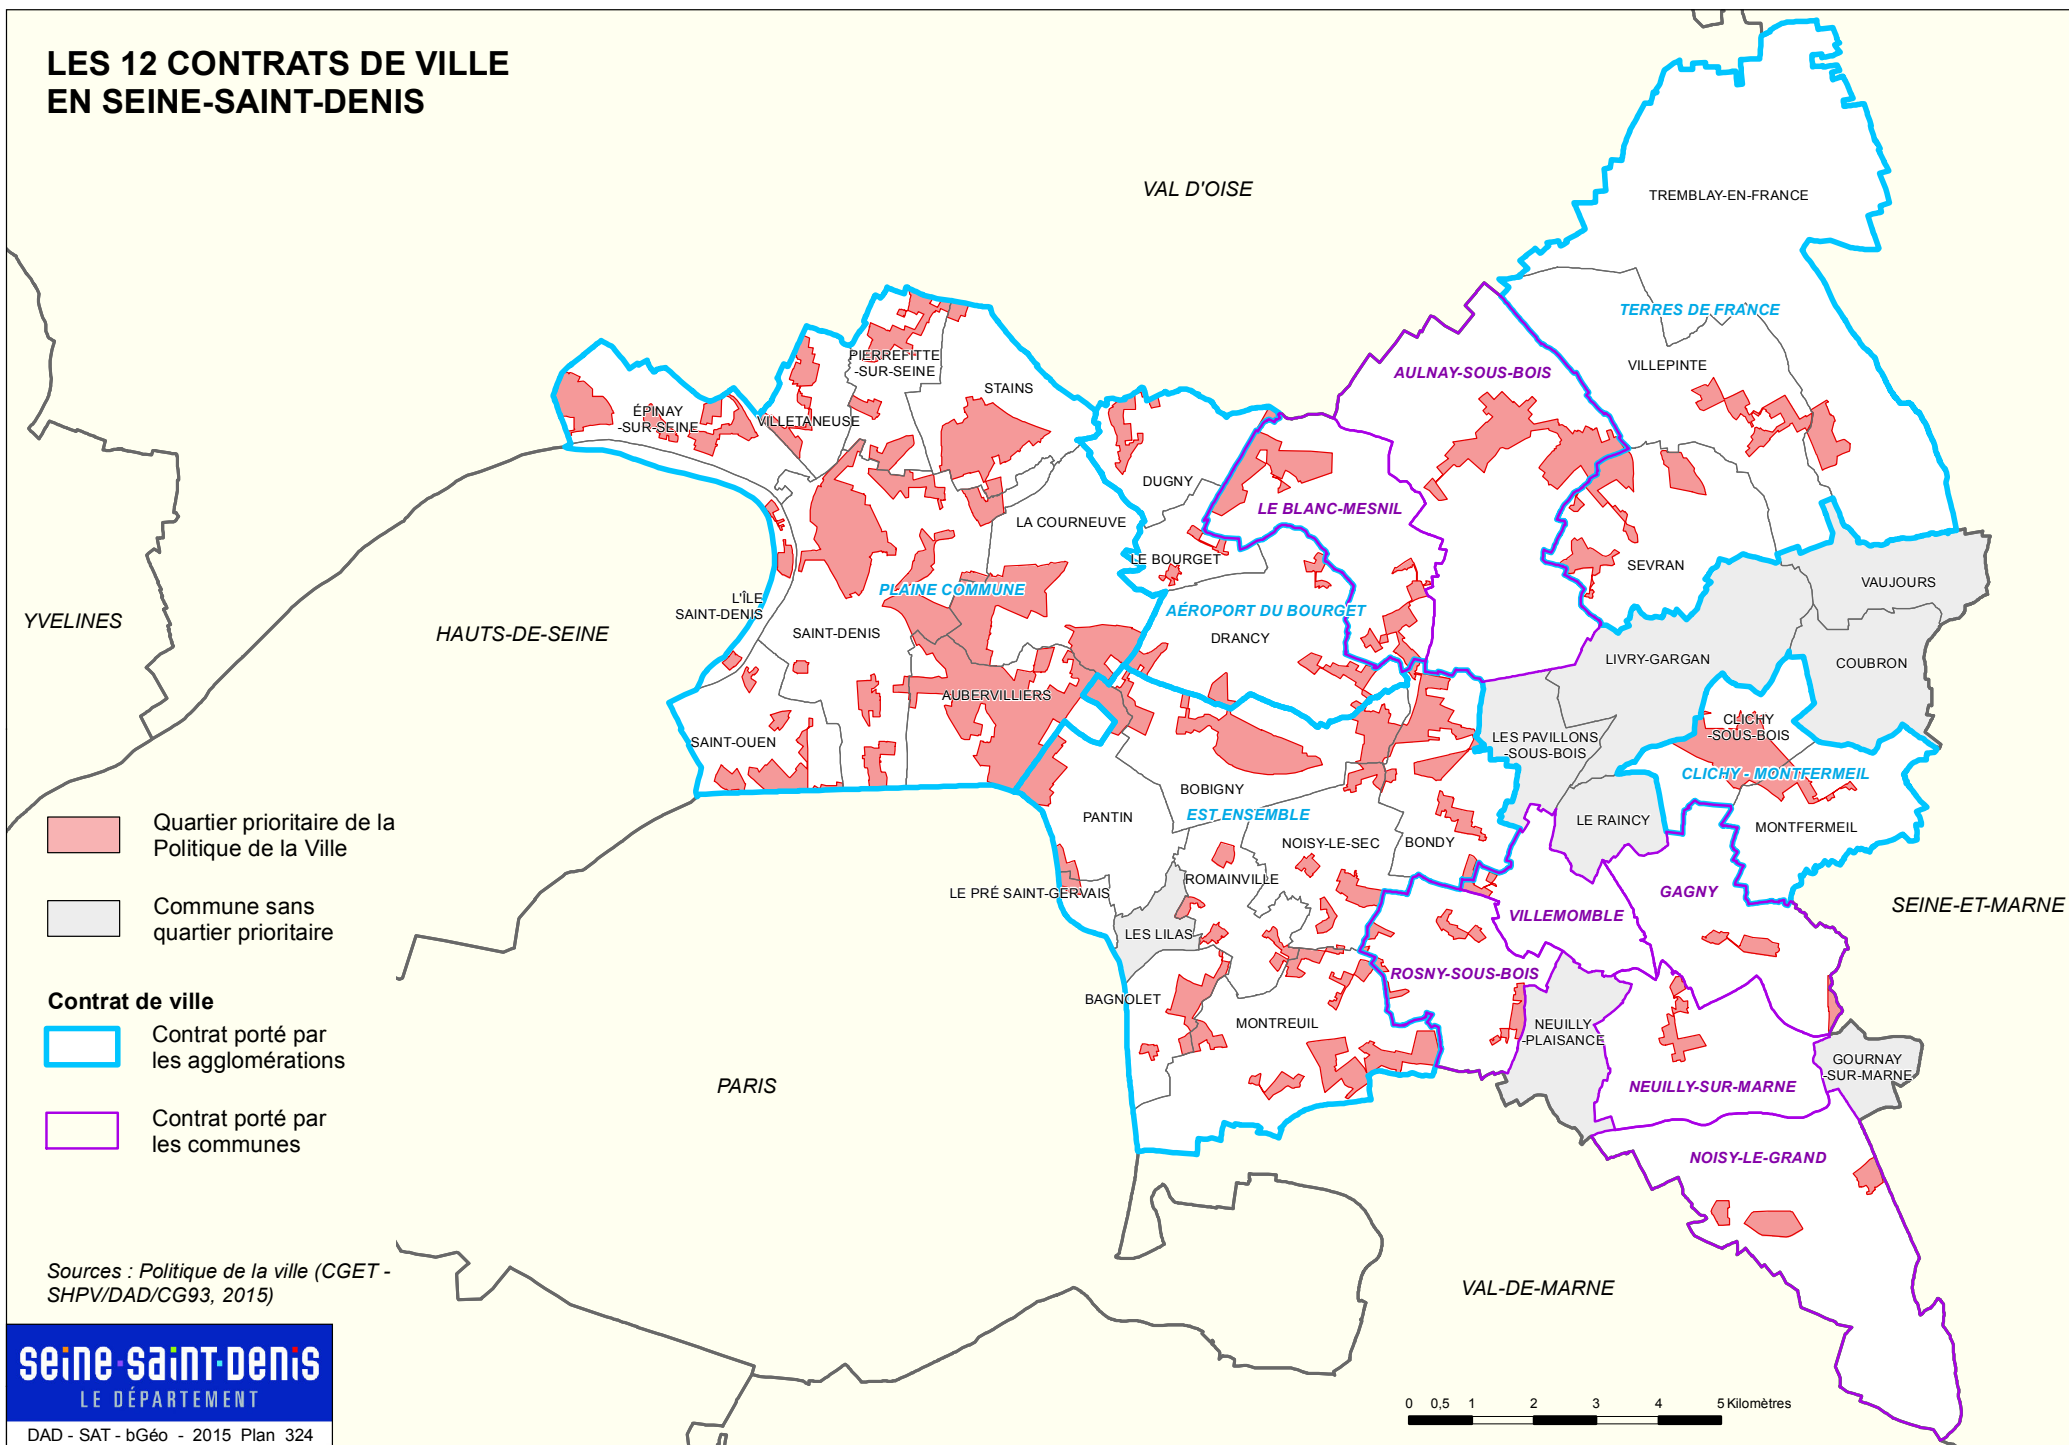 LES 12 CONTRATS DE VILLE
EN SEINE-SAINT-DENIS
VAL D'OISE
TREMBLAY-EN-FRANCE
TERRES DE FRANCE
VILLEPINTE
AULNAY-SOUS-BOIS
PIERREFITTE
-SUR-SEINE
STAINS
ÉPINAY
-SUR-SEINE
VILLETANEUSE
DUGNY
LE BLANC-MESNIL
LA COURNEUVE
LE BOURGET
SEVRAN
VAUJOURS
PLAINE COMMUNE
L'ÎLE
SAINT-DENIS
AÉROPORT DU BOURGET
YVELINES
HAUTS-DE-SEINE
SAINT-DENIS
DRANCY
LIVRY-GARGAN
COUBRON
AUBERVILLIERS
SAINT-OUEN
LES PAVILLONS
-SOUS-BOIS
CLICHY
-SOUS-BOIS
CLICHY - MONTFERMEIL
BOBIGNY
PANTIN
EST ENSEMBLE
NOISY-LE-SEC
BONDY
LE RAINCY
MONTFERMEIL
LE PRÉ SAINT-GERVAIS
ROMAINVILLE
GAGNY
VILLEMOMBLE
SEINE-ET-MARNE
LES LILAS
ROSNY-SOUS-BOIS
BAGNOLET
MONTREUIL
NEUILLY
-PLAISANCE
GOURNAY
-SUR-MARNE
NEUILLY-SUR-MARNE
PARIS
NOISY-LE-GRAND
VAL-DE-MARNE
Quartier prioritaire de la
Politique de la Ville
Commune sans
quartier prioritaire
Contrat de ville
Contrat porté par
les agglomérations
Contrat porté par
les communes
Sources : Politique de la ville (CGET -
SHPV/DAD/CG93, 2015)
seine-saint-denis
LE DÉPARTEMENT
DAD - SAT - bGéo - 2015 Plan 324
0 0,5 1 2 3 4 5 Kilomètres